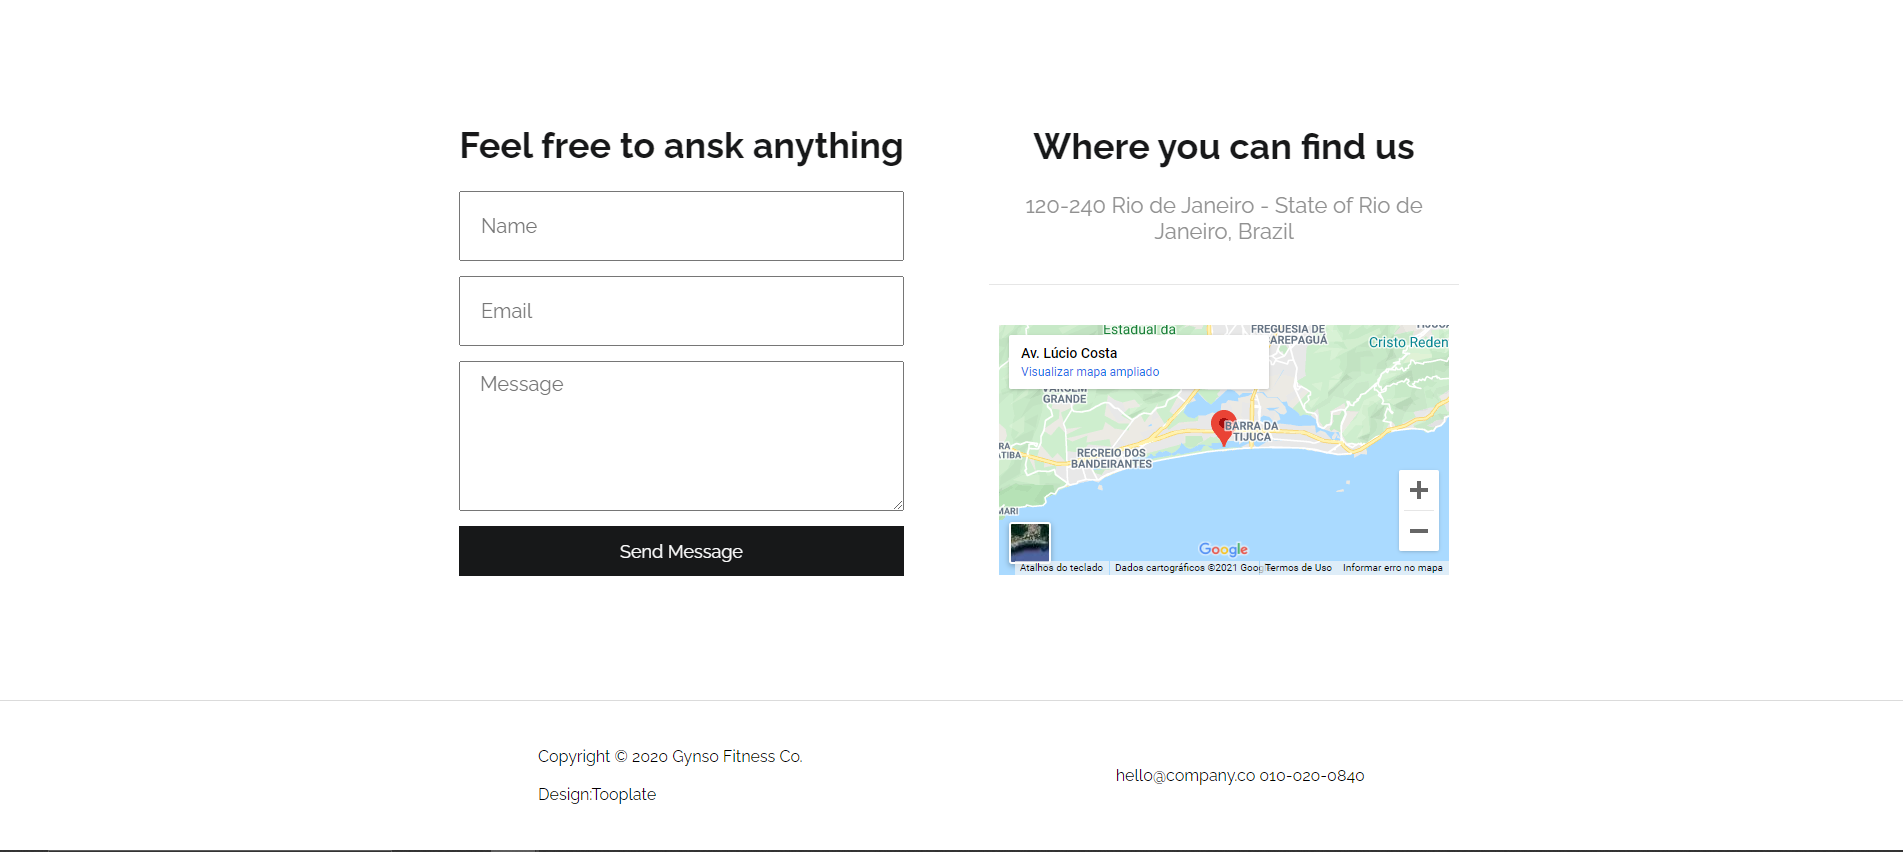 Feel free to ansk anything
Name
Email
Message
Send Message
Where you can find us
120-240 Rio de Janeiro - State of Rio de
Janeiro, Brazil
Estadual da
FREGUESIA DE
Cristo Reden
Av. Lúcio Costa
Visualizar mapa ampliado
VARGEM
GRANDE
BARRA DA
TIJUCA
RECREIO DOS
BANDEIRANTES
Google
Atalhos do teclado
Dados cartográficos ©2021 Goog
Termos de Uso
Informar erro no mapa
Copyright © 2020 Gynso Fitness Co.
Design:Tooplate
hello@company.co 010-020-0840